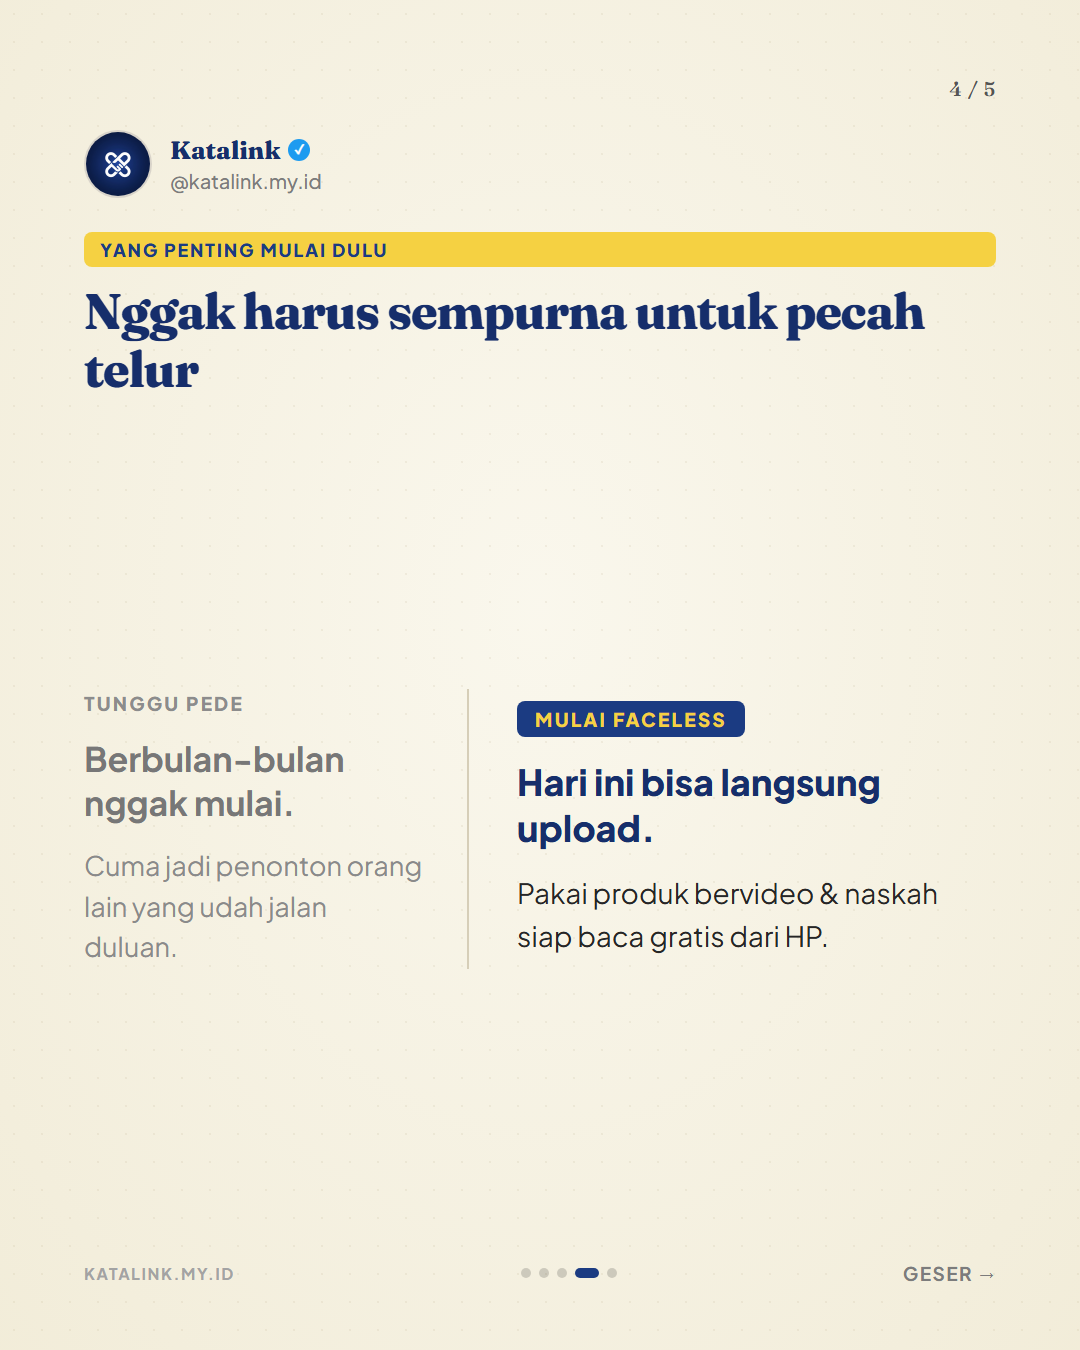 4 / 5
Katalink
@katalink.my.id
YANG PENTING MULAI DULU
Nggak harus sempurna untuk pecah
telur
TUNGGU PEDE
Berbulan-bulan
nggak mulai.
Cuma jadi penonton orang
lain yang udah jalan
duluan.
MULAI FACELESS
Hari ini bisa langsung
upload.
Pakai produk bervideo & naskah
siap baca gratis dari HP.
KATALINK.MY.ID
GESER →